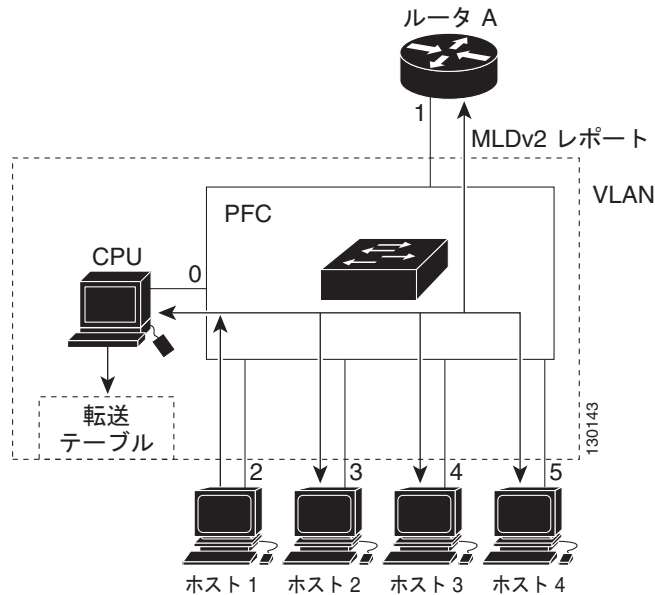 ルータ A
1
MLDv2 レポート
VLAN
PFC
CPU
0
転送
テーブル
130143
2
3
4
5
ホスト 1
ホスト 2
ホスト 3
ホスト 4